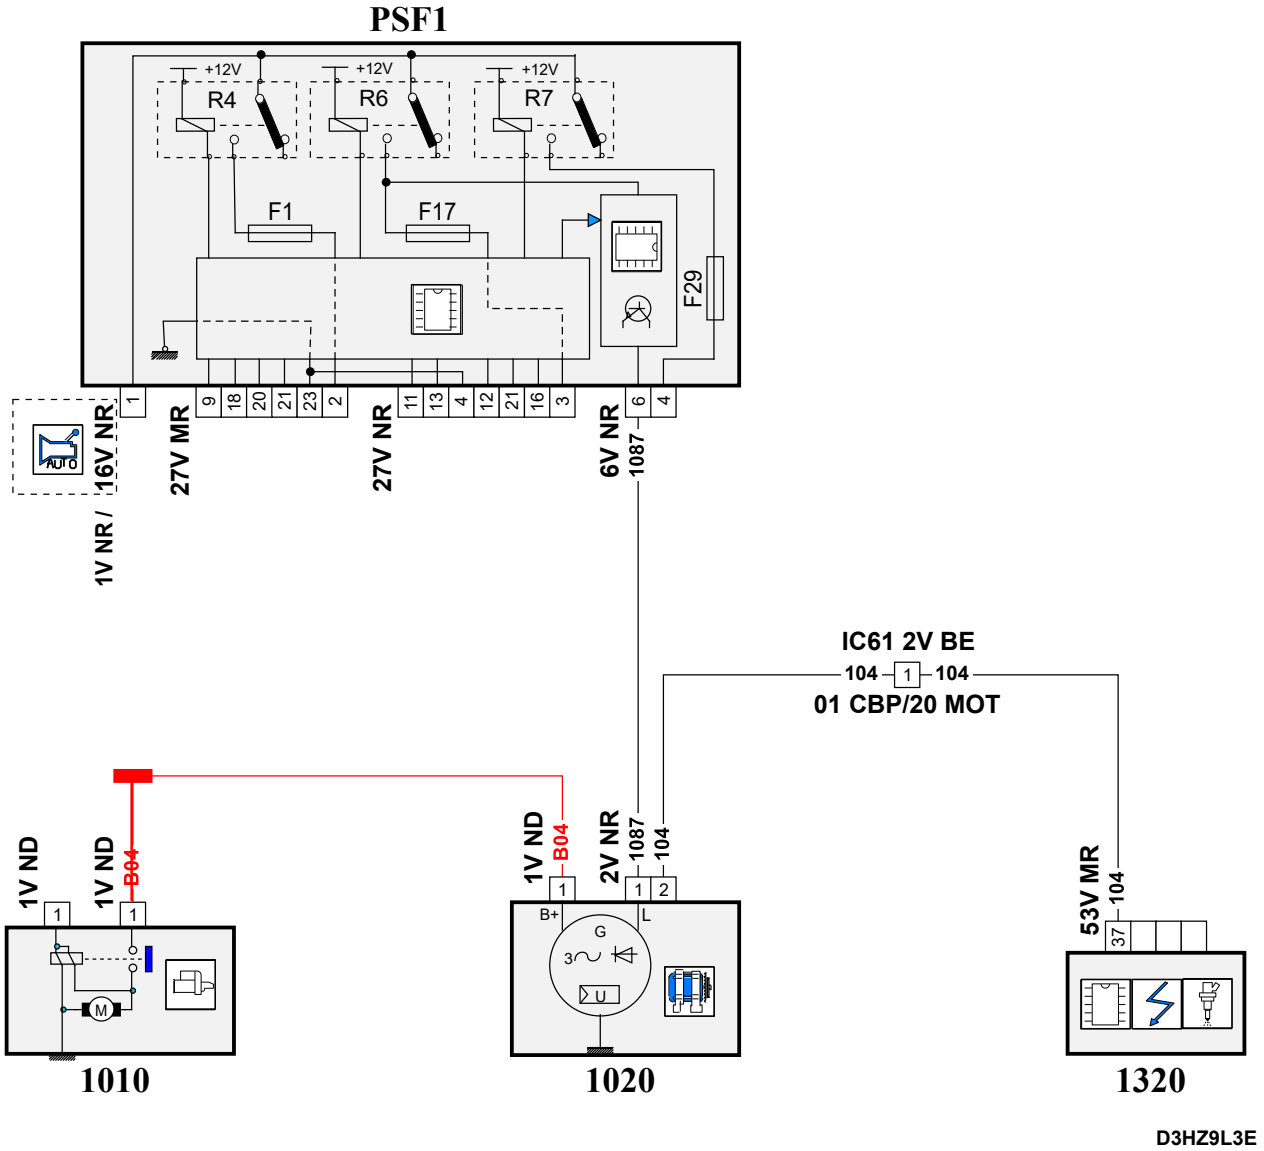 PSF1
+12V
+12V
+12V
R4
R6
R7
F1
F17
F29
1
9
18
20
21
23
2
11
13
4
12
21
16
3
6
4
AUTO
1V NR / 16V NR
27V MR
27V NR
6V NR
1087
IC61 2V BE
104
1
104
01 CBP/20 MOT
1V ND
1V ND
B04
1V ND
B04
2V NR
1087
104
53V MR
104
1
1
1
1
2
37
B+
L
G
3
U
M
1010
1020
1320
D3HZ9L3E